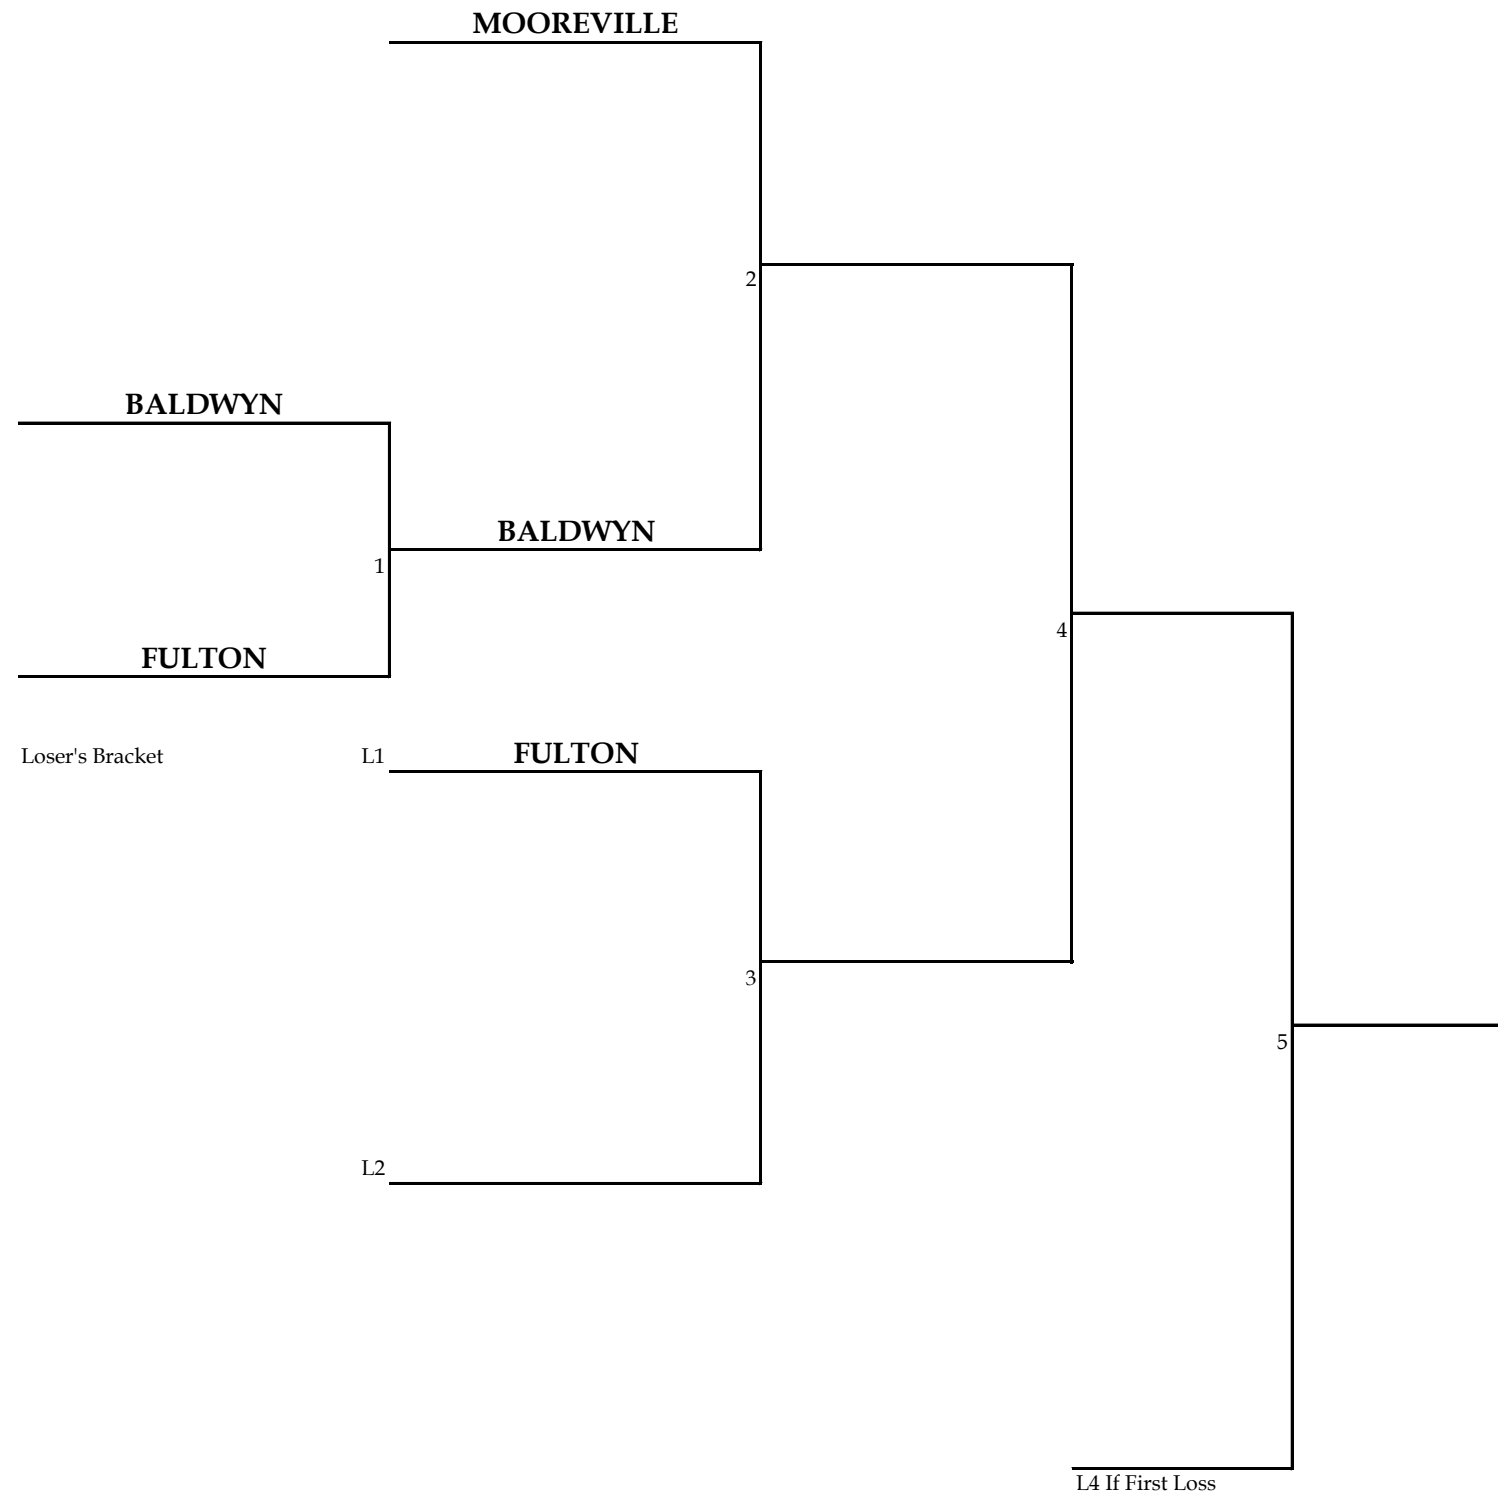 MOOREVILLE
2
BALDWYN
BALDWYN
1
4
FULTON
Loser's Bracket
L1
FULTON
3
5
L2
L4 If First Loss